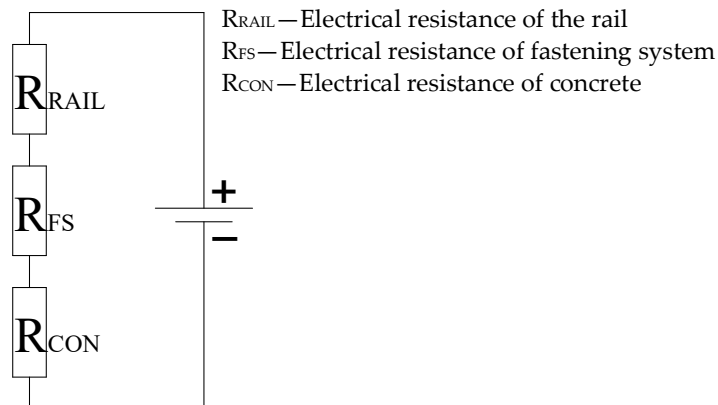 RRAIL—Electrical resistance of the rail
RFS—Electrical resistance of fastening system
RCON—Electrical resistance of concrete
RRAIL
RFS
RCON
+
−